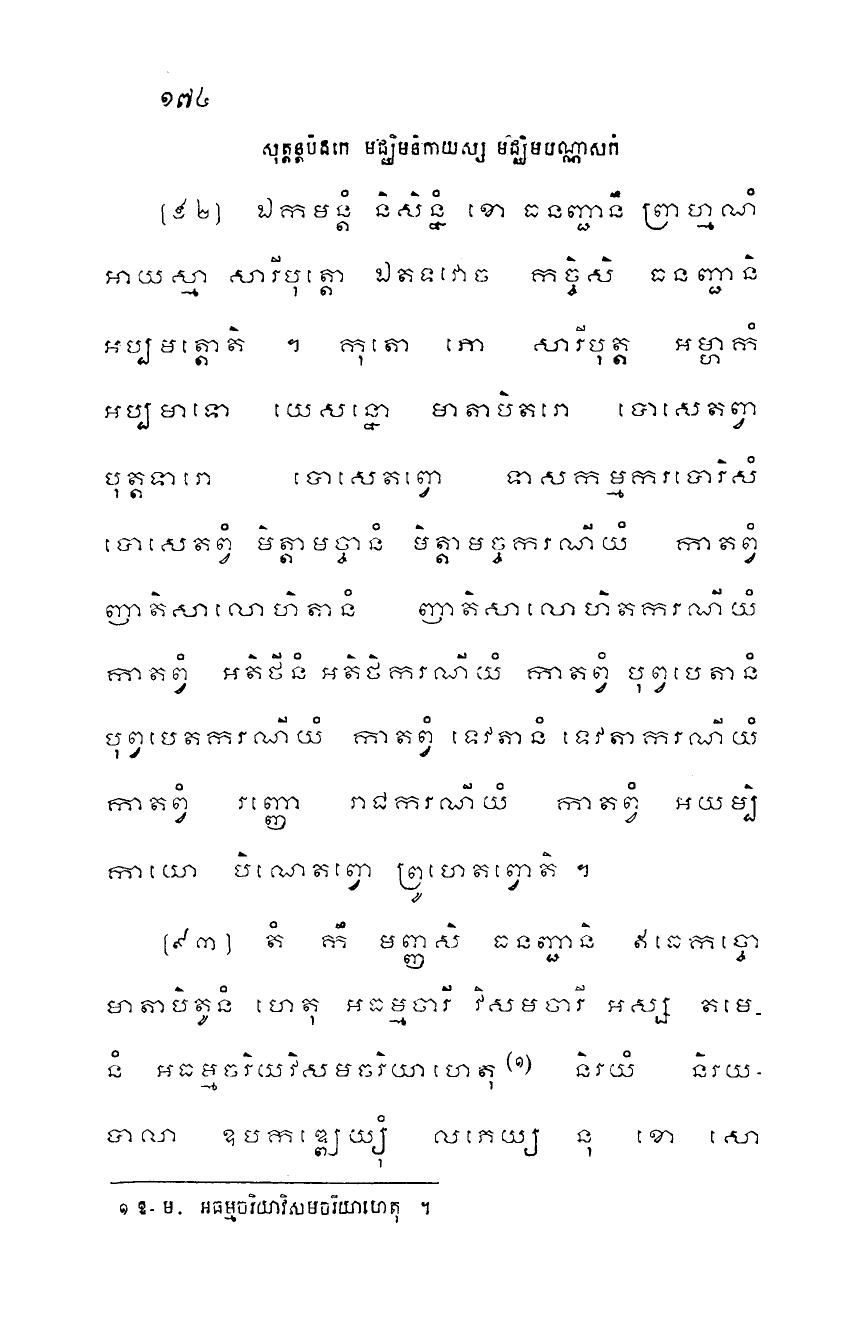 ១៧៤
សុត្តន្តបិដកេ មជ្ឈិមនិកាយស្ស មជ្ឈិមបណ្ណាសកំ
[៩២] ឯកមន្តំ និសិន្នំ ខោ ធនញ្ជានឹ ព្រាហ្មណំ
អាយស្មា សារីបុត្តោ ឯតទវោច កច្ចិសិ ធនញ្ជានិ
អប្បមត្តោតិ ។ កុតោ ភោ សារីបុត្ត អម្ហាកំ
អប្បមាទោ យេសន្នោ មាតាបិតរោ បោសេតព្វា
បុត្តទារោ បោសេតព្វោ ទាសកម្មករបោរិសំ
បោសេតព្វំ មិត្តាមច្ចានំ មិត្តាមច្ចករណីយំ កាតព្វំ
ញាតិសាលោហិតានំ ញាតិសាលោហិតករណីយំ
កាតព្វំ អតិថីនំ អតិថិករណីយំ កាតព្វំ បុព្វបេតានំ
បុព្វបេតករណីយំ កាតព្វំ ទេវតានំ ទេវតាករណីយំ
កាតព្វំ រញ្ញោ រាជករណីយំ កាតព្វំ អយម្បិ
កាយោ បិណេតព្វោ ព្រូហេតព្វោតិ ។
[៩៣] តំ កឹ មញ្ញសិ ធនញ្ជានិ ឥធេកច្ចោ
មាតាបិតូនំ ហេតុ អធម្មចារី វិសមចារី អស្ស តមេ-
នំ អធម្មចរិយវិសមចរិយាហេតុ (១) និរយំ និរយ-
បាលា ឧបកឌ្ឍេយ្យុំ លភេយ្យ នុ ខោ សោ
១ ឱ-ម. អធម្មចរិយាវិសមចរិយាហេតុ ។